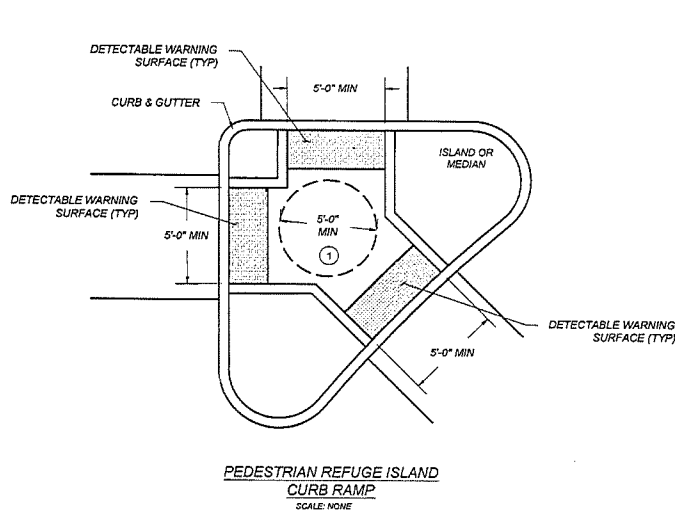 DETECTABLE WARNING
SURFACE (TYP)
5'-0" MIN
CURB & GUTTER
ISLAND OR
MEDIAN
DETECTABLE WARNING
SURFACE (TYP)
5'-0" MIN
5'-0"
MIN
1
DETECTABLE WARNING
SURFACE (TYP)
5'-0" MIN
PEDESTRIAN REFUGE ISLAND
CURB RAMP
SCALE: NONE